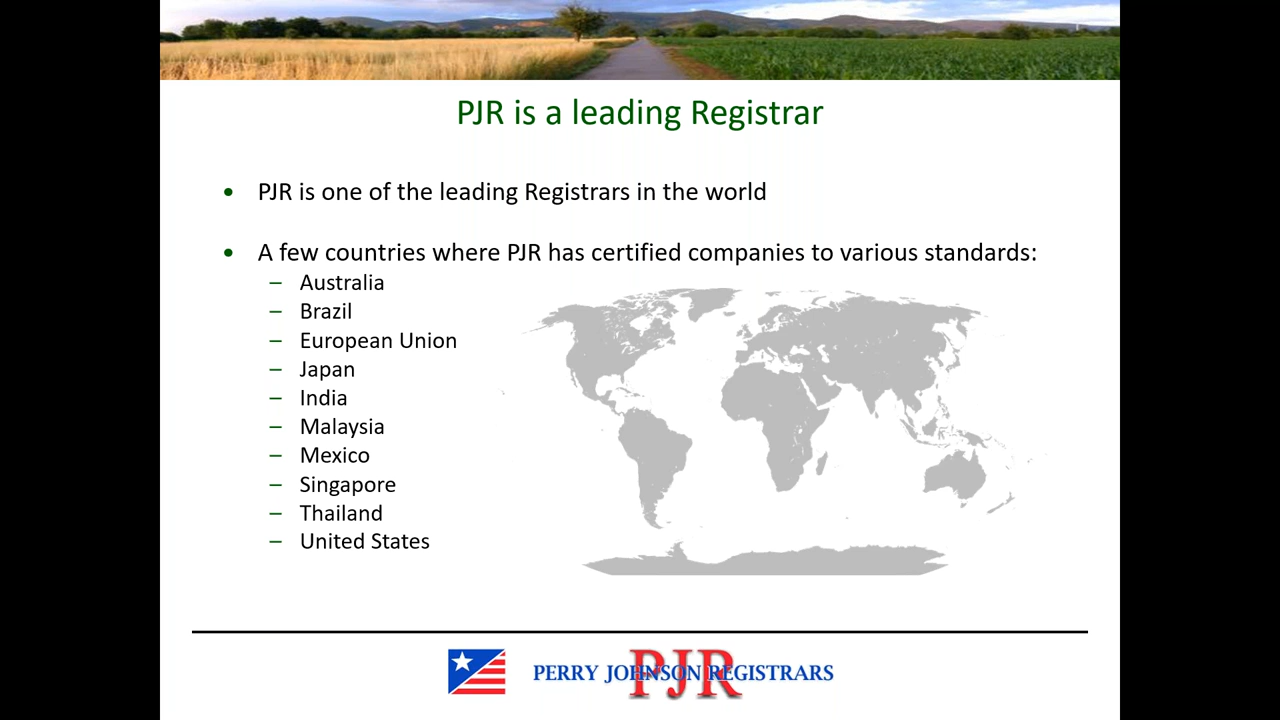 PJR is a leading Registrar
• PJR is one of the leading Registrars in the world
• A few countries where PJR has certified companies to various standards:
– Australia
– Brazil
– European Union
– Japan
– India
– Malaysia
– Mexico
– Singapore
– Thailand
– United States
PJR
PERRY JOHNSON REGISTRARS